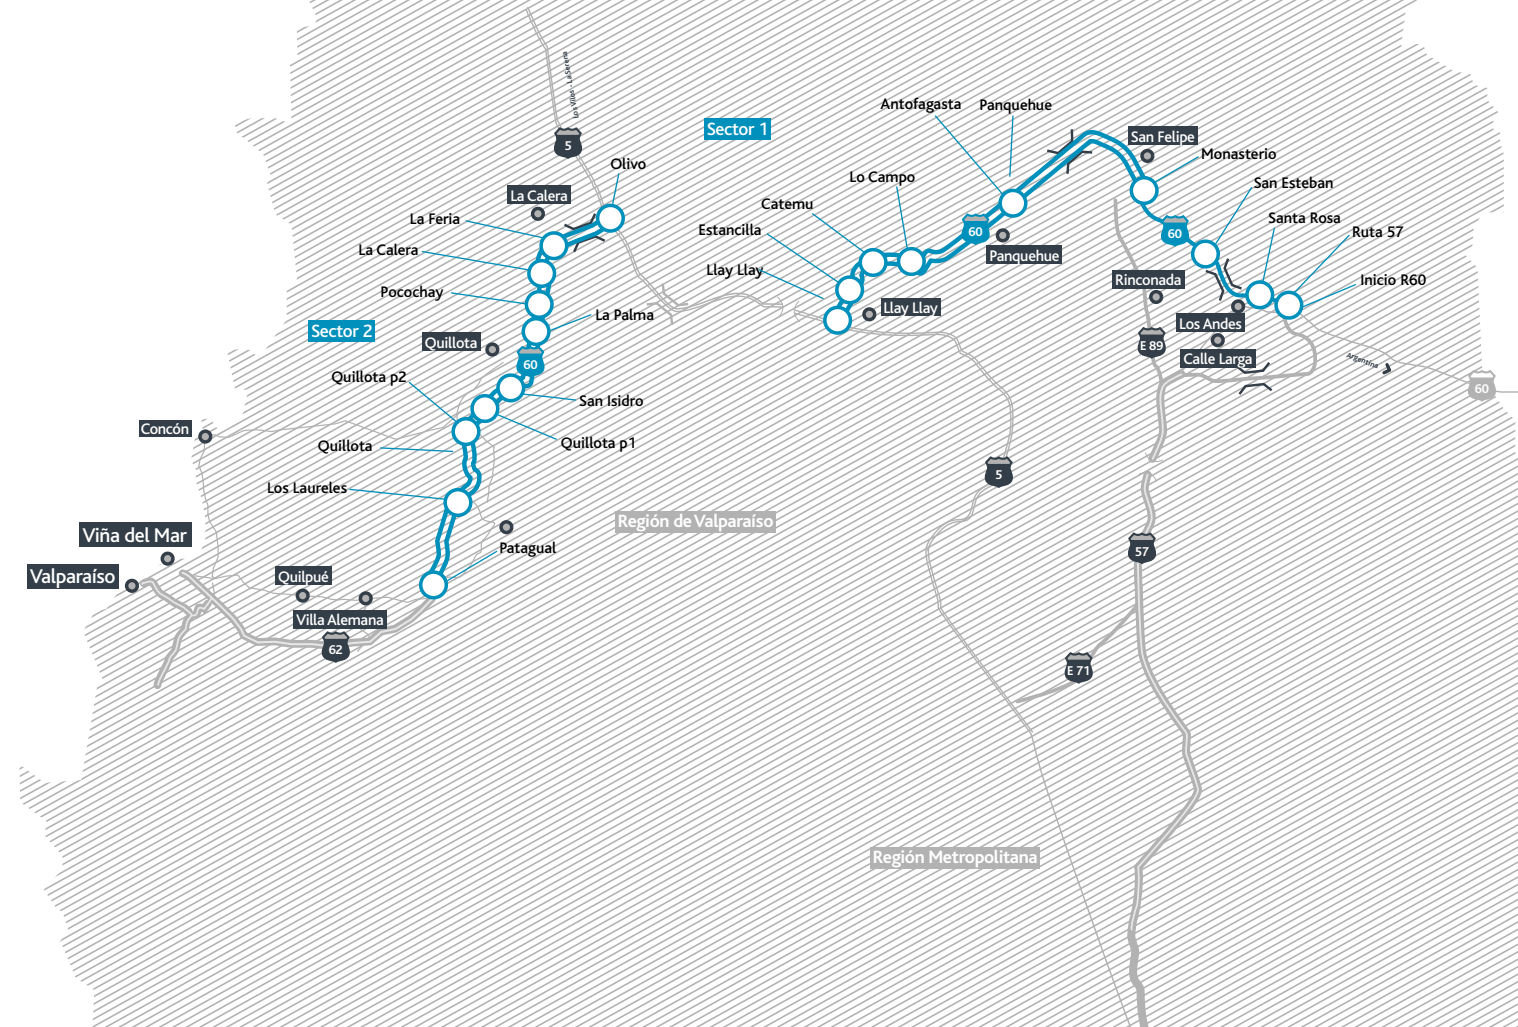 Los Vilos - La Serena
5
Sector 1
Antofagasta
Panquehue
San Felipe
Monasterio
Olivo
La Calera
Lo Campo
San Esteban
La Feria
Catemu
Santa Rosa
Estancilla
60
60
Ruta 57
La Calera
Panquehue
Llay Llay
Rinconada
Inicio R60
Pocochay
La Palma
Llay Llay
Sector 2
Los Andes
Quillota
E 89
Calle Larga
Argentina
60
60
Quillota p2
San Isidro
Concón
Quillota
Quillota p1
5
Los Laureles
Región de Valparaíso
Viña del Mar
Patagual
57
Valparaíso
Quilpué
Villa Alemana
62
E 71
Región Metropolitana